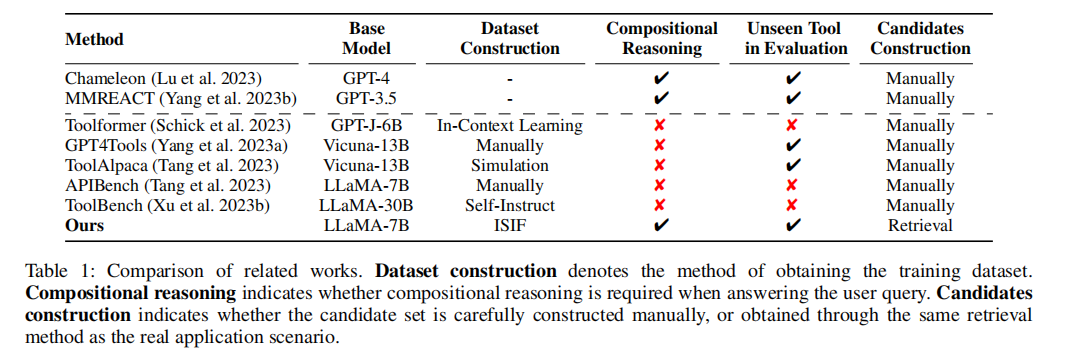 Method Base Model Dataset Construction Compositional Reasoning Unseen Tool in Evaluation Candidates Construction
Chameleon (Lu et al. 2023) GPT-4 - ✔ ✔ Manually
MMREACT (Yang et al. 2023b) GPT-3.5 - ✔ ✔ Manually
Toolformer (Schick et al. 2023) GPT-J-6B In-Context Learning ✘ ✘ Manually
GPT4Tools (Yang et al. 2023a) Vicuna-13B Manually ✘ ✔ Manually
ToolAlpaca (Tang et al. 2023) Vicuna-13B Simulation ✘ ✔ Manually
APIBench (Tang et al. 2023) LLaMA-7B Manually ✘ ✘ Manually
ToolBench (Xu et al. 2023b) LLaMA-30B Self-Instruct ✘ ✘ Manually
Ours LLaMA-7B ISIF ✔ ✔ Retrieval
Table 1: Comparison of related works. Dataset construction denotes the method of obtaining the training dataset.
Compositional reasoning indicates whether compositional reasoning is required when answering the user query. Candidates
construction indicates whether the candidate set is carefully constructed manually, or obtained through the same retrieval
method as the real application scenario.